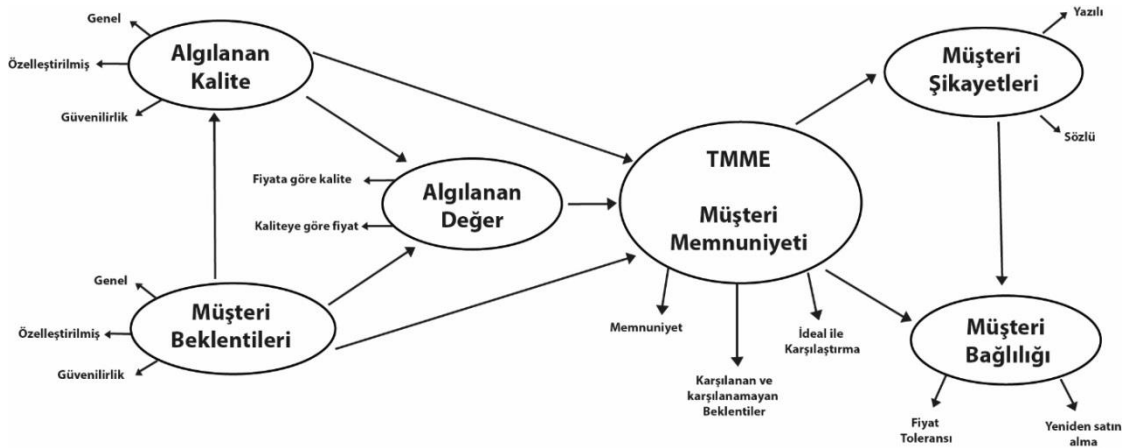 Genel
Özelleştirilmiş
Güvenilirlik
Algılanan
Kalite
Fiyata göre kalite
Kaliteye göre fiyat
Algılanan
Değer
Genel
Özelleştirilmiş
Güvenilirlik
Müşteri
Beklentileri
TMME
Müşteri
Memnuniyeti
Memnuniyet
Karşılanan ve
karşılanamayan
Beklentiler
İdeal ile
Karşılaştırma
Müşteri
Şikayetleri
Yazılı
Sözlü
Müşteri
Bağlılığı
Fiyat
Toleransı
Yeniden satın
alma